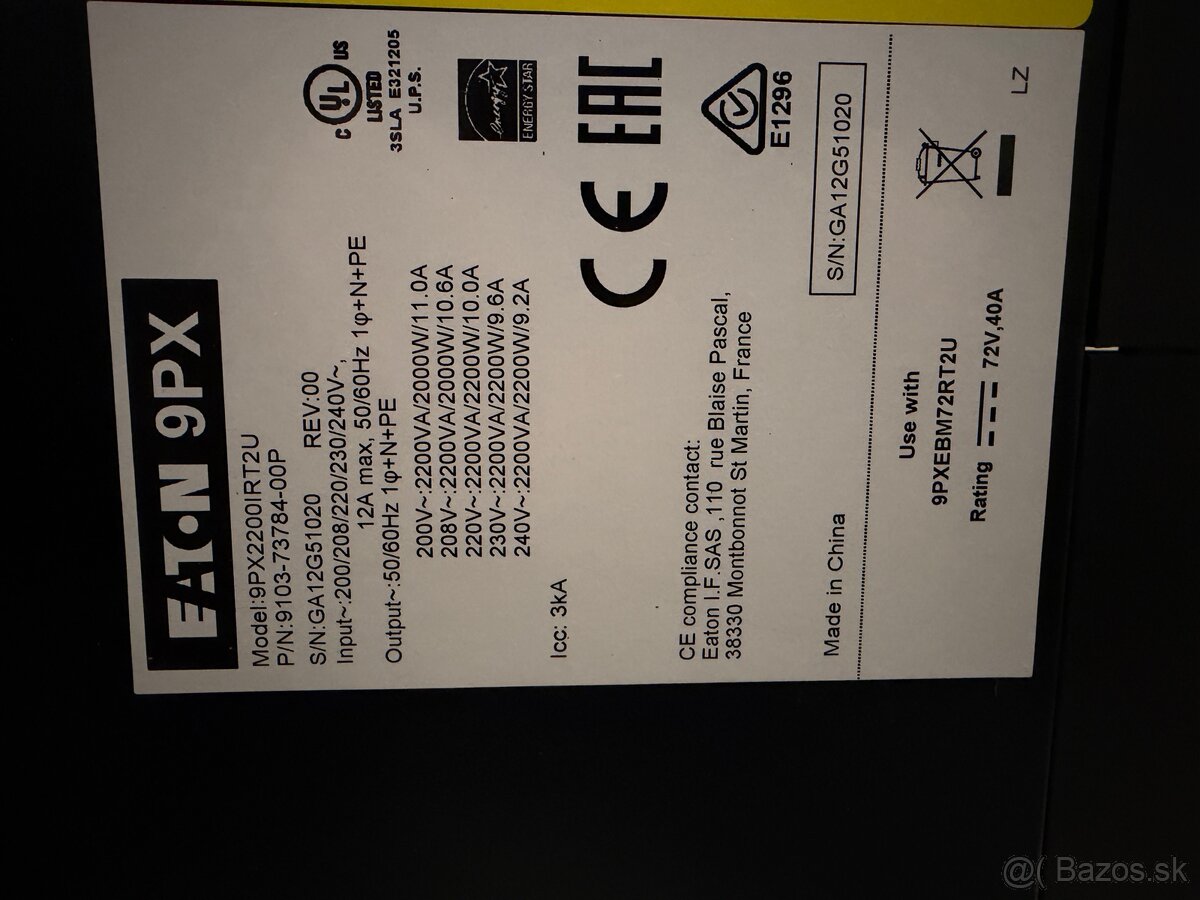 EATON 9PX
Model:9PX2200IRT2U
P/N:9103-73784-00P
S/N:GA12G51020 REV:00
Input~:200/208/220/230/240V~,
12A max, 50/60Hz 1φ+N+PE
Output~:50/60Hz 1φ+N+PE
200V~:2200VA/2000W/11.0A
208V~:2200VA/2000W/10.6A
220V~:2200VA/2200W/10.0A
230V~:2200VA/2200W/9.6A
240V~:2200VA/2200W/9.2A
Icc: 3kA
C UL US
LISTED
3SLA E321205
U.P.S.
energy
ENERGY STAR
CE EAC
E1296
CE compliance contact:
Eaton I.F.SAS ,110 rue Blaise Pascal,
38330 Montbonnot St Martin, France
Made in China
S/N:GA12G51020
Use with
9PXEBM72RT2U
Rating 72V,40A
LZ
@( Bazos.sk